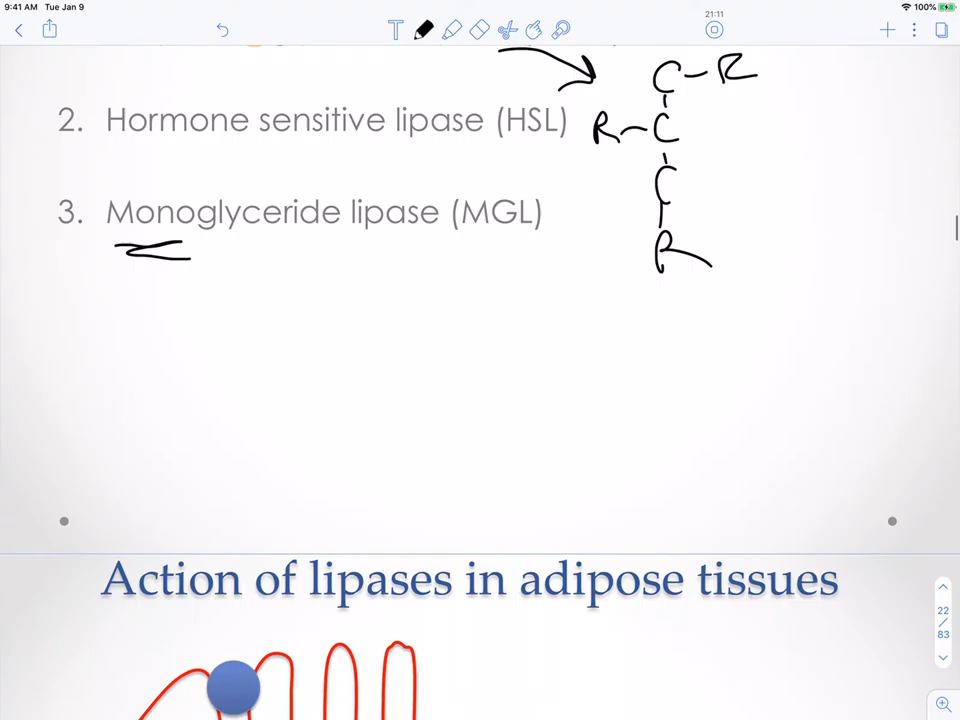 9:41 AM Tue Jan 9
100%
21:11
C-R
2. Hormone sensitive lipase (HSL)
R-C
C
3. Monoglyceride lipase (MGL)
R
Action of lipases in adipose tissues
22
/
83